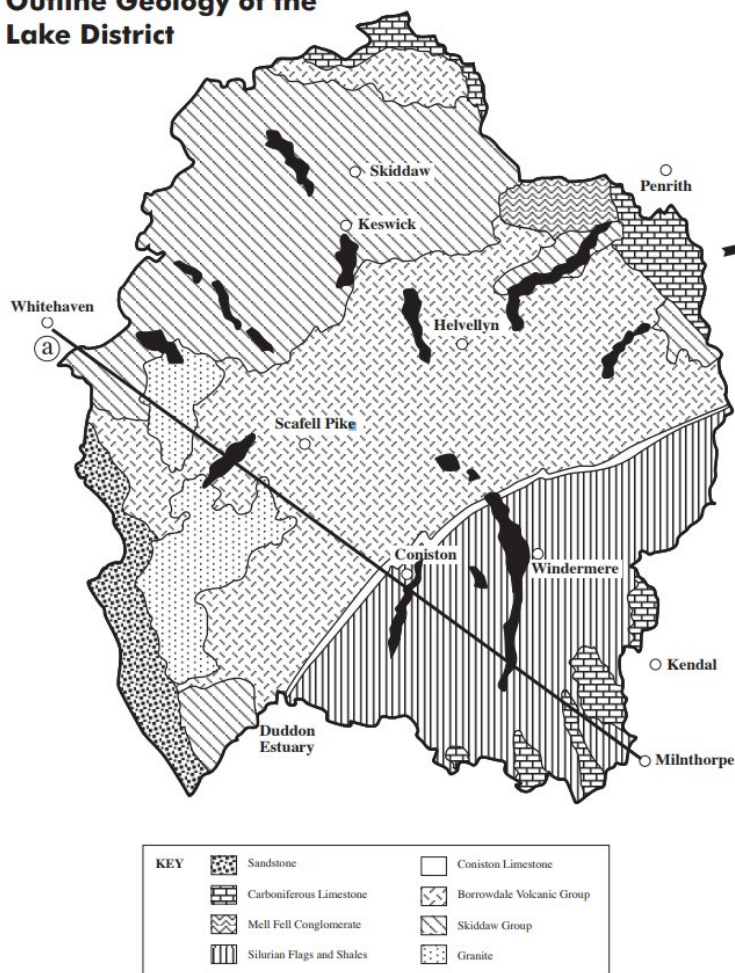 Outline Geology of the
Lake District
Skiddaw
Penrith
Keswick
Whitehaven
a
Helvellyn
Scafell Pike
Coniston
Windermere
Kendal
Duddon
Estuary
Milnthorpe
KEY
Sandstone
Coniston Limestone
Carboniferous Limestone
Borrowdale Volcanic Group
Mell Fell Conglomerate
Skiddaw Group
Silurian Flags and Shales
Granite